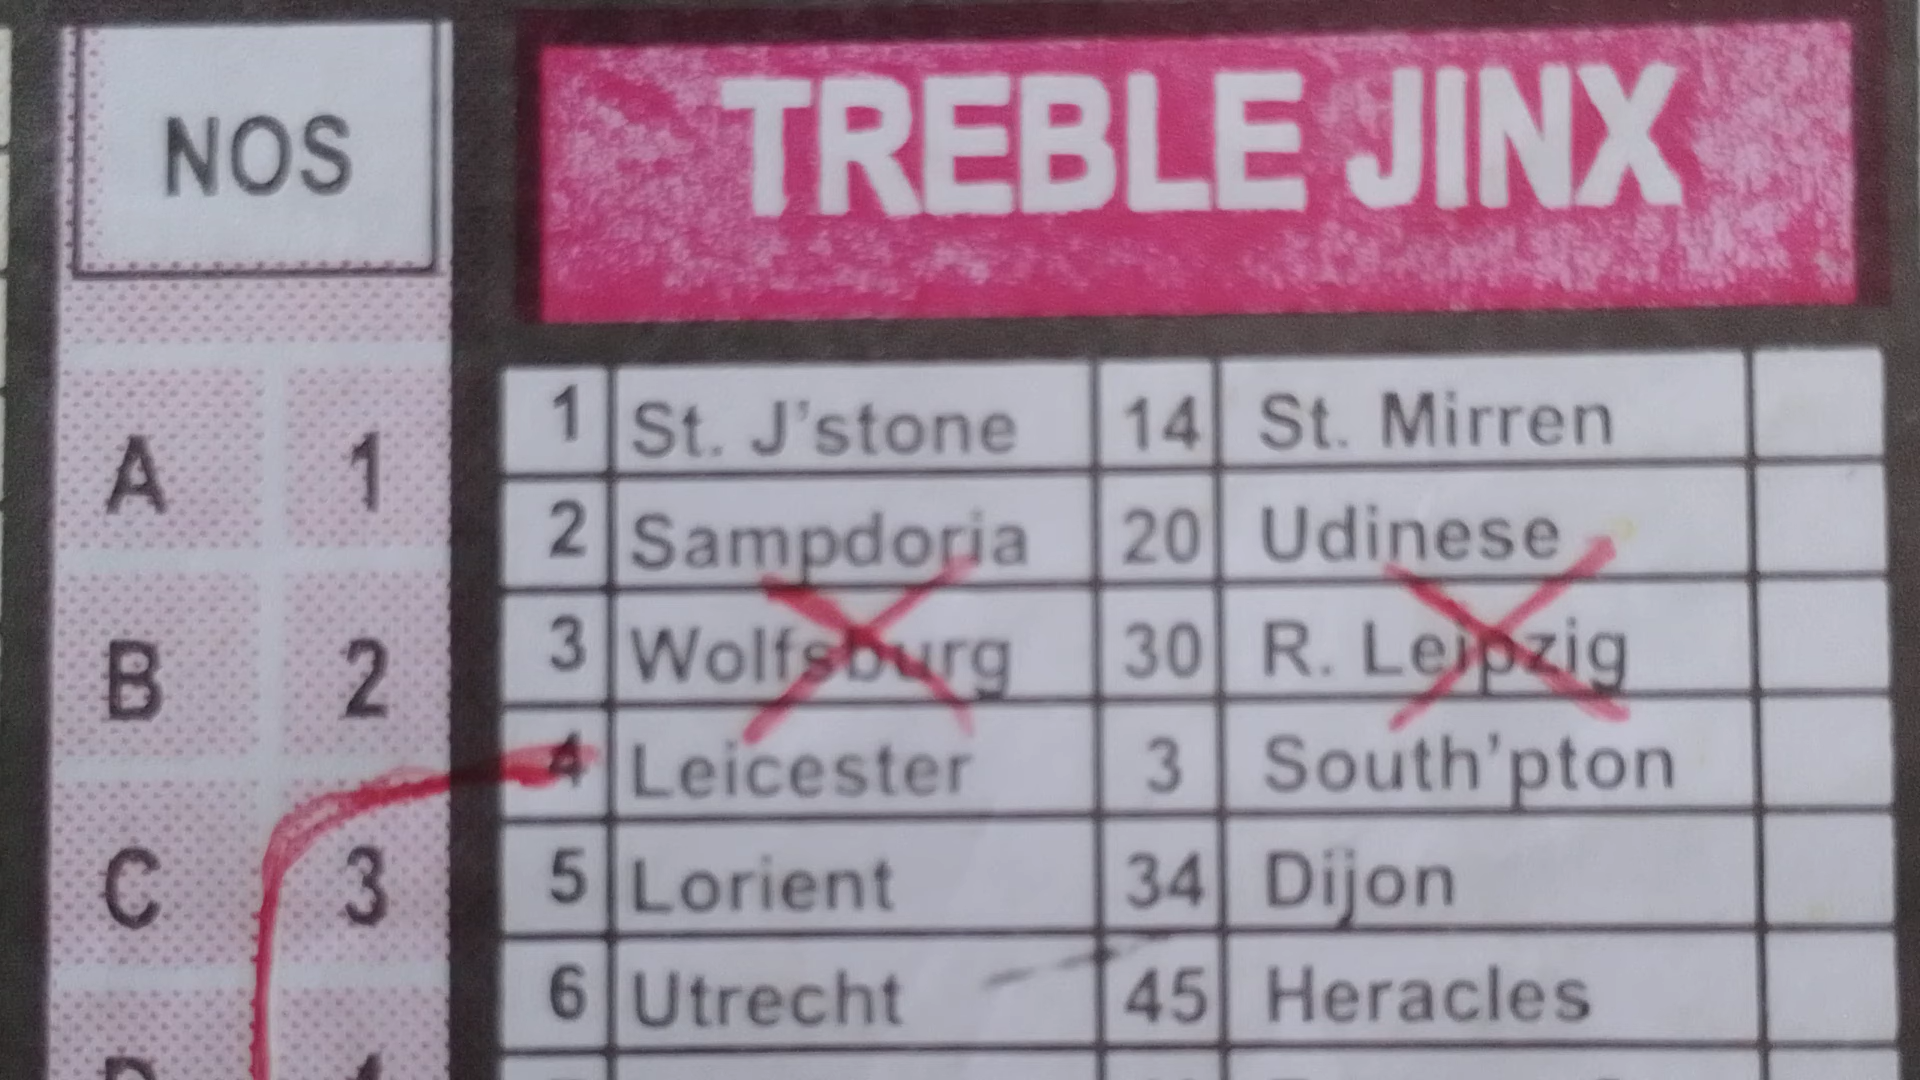 NOS
TREBLE JINX
A 1
B 2
C 3
1 St. J'stone 14 St. Mirren
2 Sampdoria 20 Udinese
3 Wolfsburg 30 R. Leipzig
4 Leicester 3 South'pton
5 Lorient 34 Dijon
6 Utrecht 45 Heracles